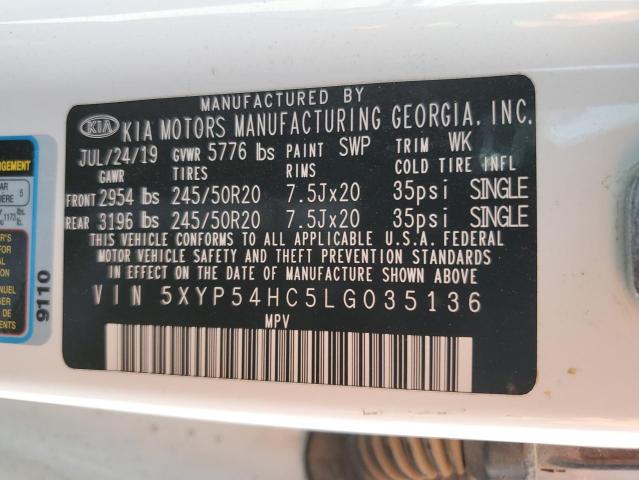 MANUFACTURED BY
KIA KIA MOTORS MANUFACTURING GEORGIA, INC.
JUL/24/19 GVWR 5776 lbs PAINT SWP TRIM WK
GAWR TIRES RIMS COLD TIRE INFL
FRONT 2954 lbs 245/50R20 7.5Jx20 35psi SINGLE
REAR 3196 lbs 245/50R20 7.5Jx20 35psi SINGLE
THIS VEHICLE CONFORMS TO ALL APPLICABLE U.S.A. FEDERAL
MOTOR VEHICLE SAFETY AND THEFT PREVENTION STANDARDS
IN EFFECT ON THE DATE OF MANUFACTURE SHOWN ABOVE.
VIN 5XYP54HC5LG035136
MPV
9110